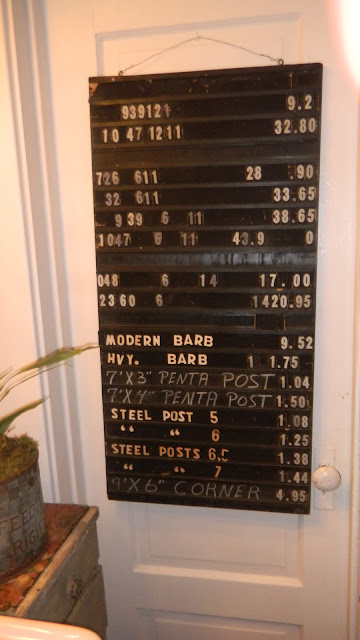 939121 9.2
10 47 1211 32.80
726 611 28 90
32 611 33.65
9 39 6 11 38.65
1047 6 11 43.9 0
048 6 14 17.00
2360 6 1420.95
MODERN BARB 9.52
HVY. BARB 1 1.75
7'X3" PENTA POST 1.04
7'X4" PENTA POST 1.50
STEEL POST 5 1.08
“ “ 6 1.25
STEEL POSTS 6.5 1.38
“ “ 7 1.44
9'X6" CORNER 4.95